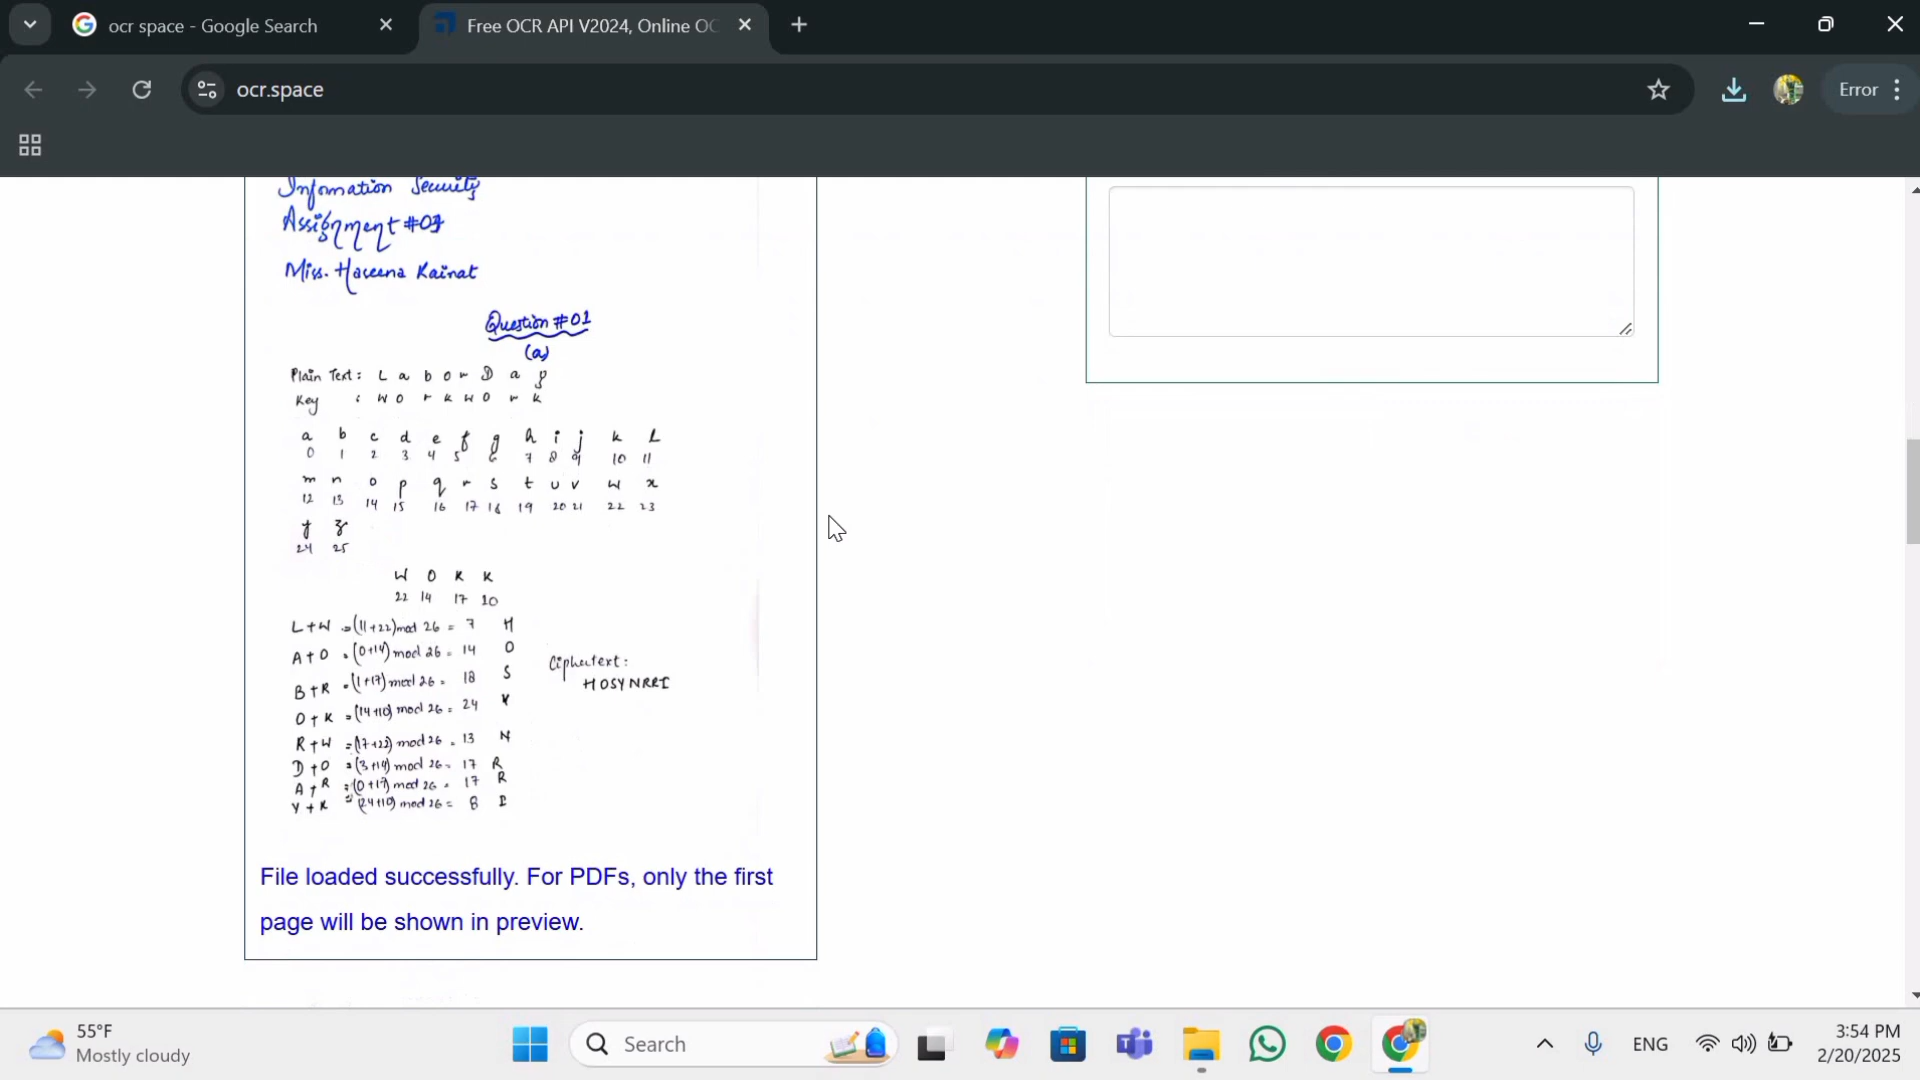 ocr space - Google Search
Free OCR API V2024, Online OC
ocr.space
Error
Information Security
Assignment #01
Miss. Haseena Kainat
Question #01
(a)
Plain Text: L a b o r D a y
Key : W O r K W O r K
a b c d e f g h i j k L
0 1 2 3 4 5 6 7 8 9 10 11
m n o p q r s t u v w x
12 13 14 15 16 17 18 19 20 21 22 23
y z
24 25
W O R K
22 14 17 10
L+W = (11+22) mod 26 = 7 H
A+O = (0+14) mod 26 = 14 O
B+R = (1+17) mod 26 = 18 S
Ciphertext:
HOSYNRRI
O+K = (14+10) mod 26 = 24 Y
R+W = (17+22) mod 26 = 13 N
D+O = (3+14) mod 26 = 17 R
A+R = (0+17) mod 26 = 17 R
Y+K = (24+10) mod 26 = 8 I
File loaded successfully. For PDFs, only the first
page will be shown in preview.
55°F
Mostly cloudy
Search
ENG
3:54 PM
2/20/2025